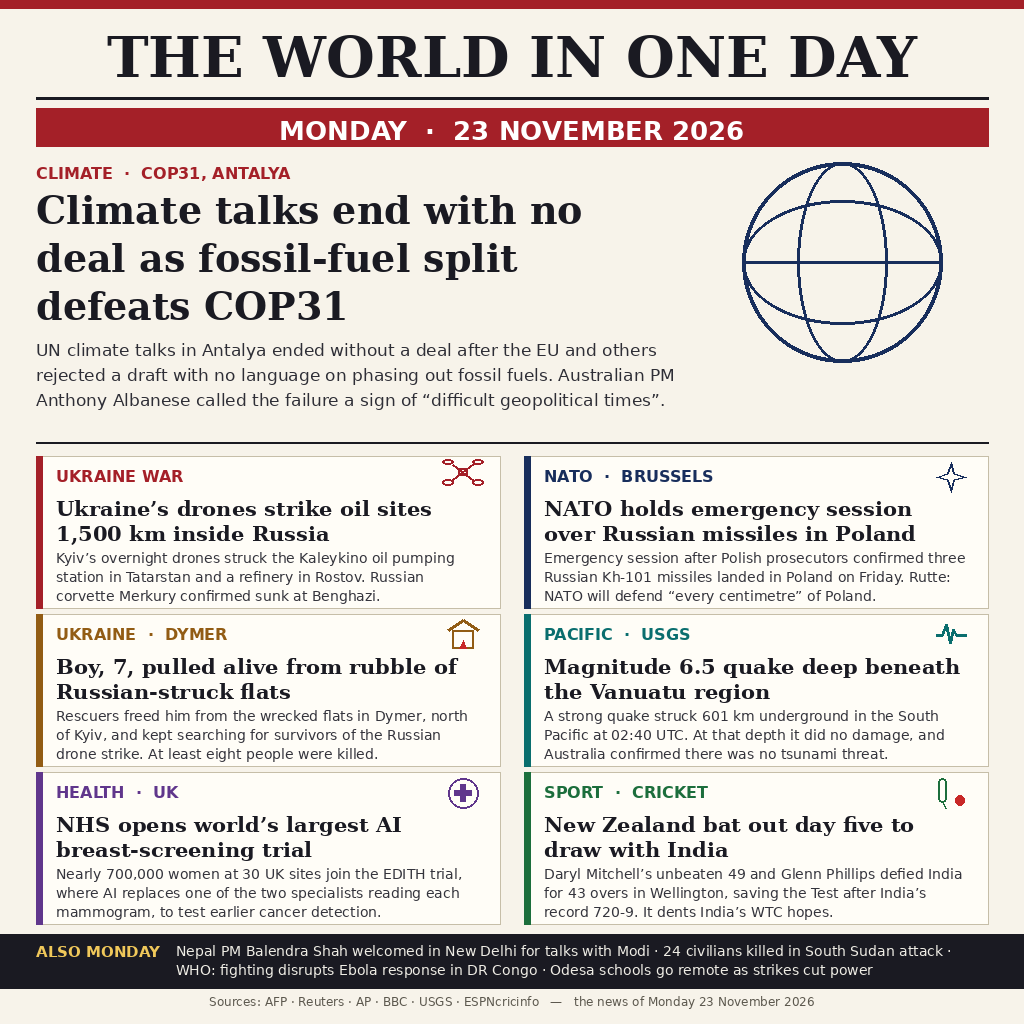 THE WORLD IN ONE DAY
MONDAY · 23 NOVEMBER 2026
CLIMATE · COP31, ANTALYA
Climate talks end with no
deal as fossil-fuel split
defeats COP31
UN climate talks in Antalya ended without a deal after the EU and others
rejected a draft with no language on phasing out fossil fuels. Australian PM
Anthony Albanese called the failure a sign of “difficult geopolitical times”.
UKRAINE WAR
Ukraine’s drones strike oil sites
1,500 km inside Russia
Kyiv’s overnight drones struck the Kaleykino oil pumping
station in Tatarstan and a refinery in Rostov. Russian
corvette Merkury confirmed sunk at Benghazi.
NATO · BRUSSELS
NATO holds emergency session
over Russian missiles in Poland
Emergency session after Polish prosecutors confirmed three
Russian Kh-101 missiles landed in Poland on Friday. Rutte:
NATO will defend “every centimetre” of Poland.
UKRAINE · DYMER
Boy, 7, pulled alive from rubble of
Russian-struck flats
Rescuers freed him from the wrecked flats in Dymer, north
of Kyiv, and kept searching for survivors of the Russian
drone strike. At least eight people were killed.
PACIFIC · USGS
Magnitude 6.5 quake deep beneath
the Vanuatu region
A strong quake struck 601 km underground in the South
Pacific at 02:40 UTC. At that depth it did no damage, and
Australia confirmed there was no tsunami threat.
HEALTH · UK
NHS opens world’s largest AI
breast-screening trial
Nearly 700,000 women at 30 UK sites join the EDITH trial,
where AI replaces one of the two specialists reading each
mammogram, to test earlier cancer detection.
SPORT · CRICKET
New Zealand bat out day five to
draw with India
Daryl Mitchell’s unbeaten 49 and Glenn Phillips defied India
for 43 overs in Wellington, saving the Test after India’s
record 720-9. It dents India’s WTC hopes.
ALSO MONDAY
Nepal PM Balendra Shah welcomed in New Delhi for talks with Modi · 24 civilians killed in South Sudan attack ·
WHO: fighting disrupts Ebola response in DR Congo · Odesa schools go remote as strikes cut power
Sources: AFP · Reuters · AP · BBC · USGS · ESPNcricinfo — the news of Monday 23 November 2026